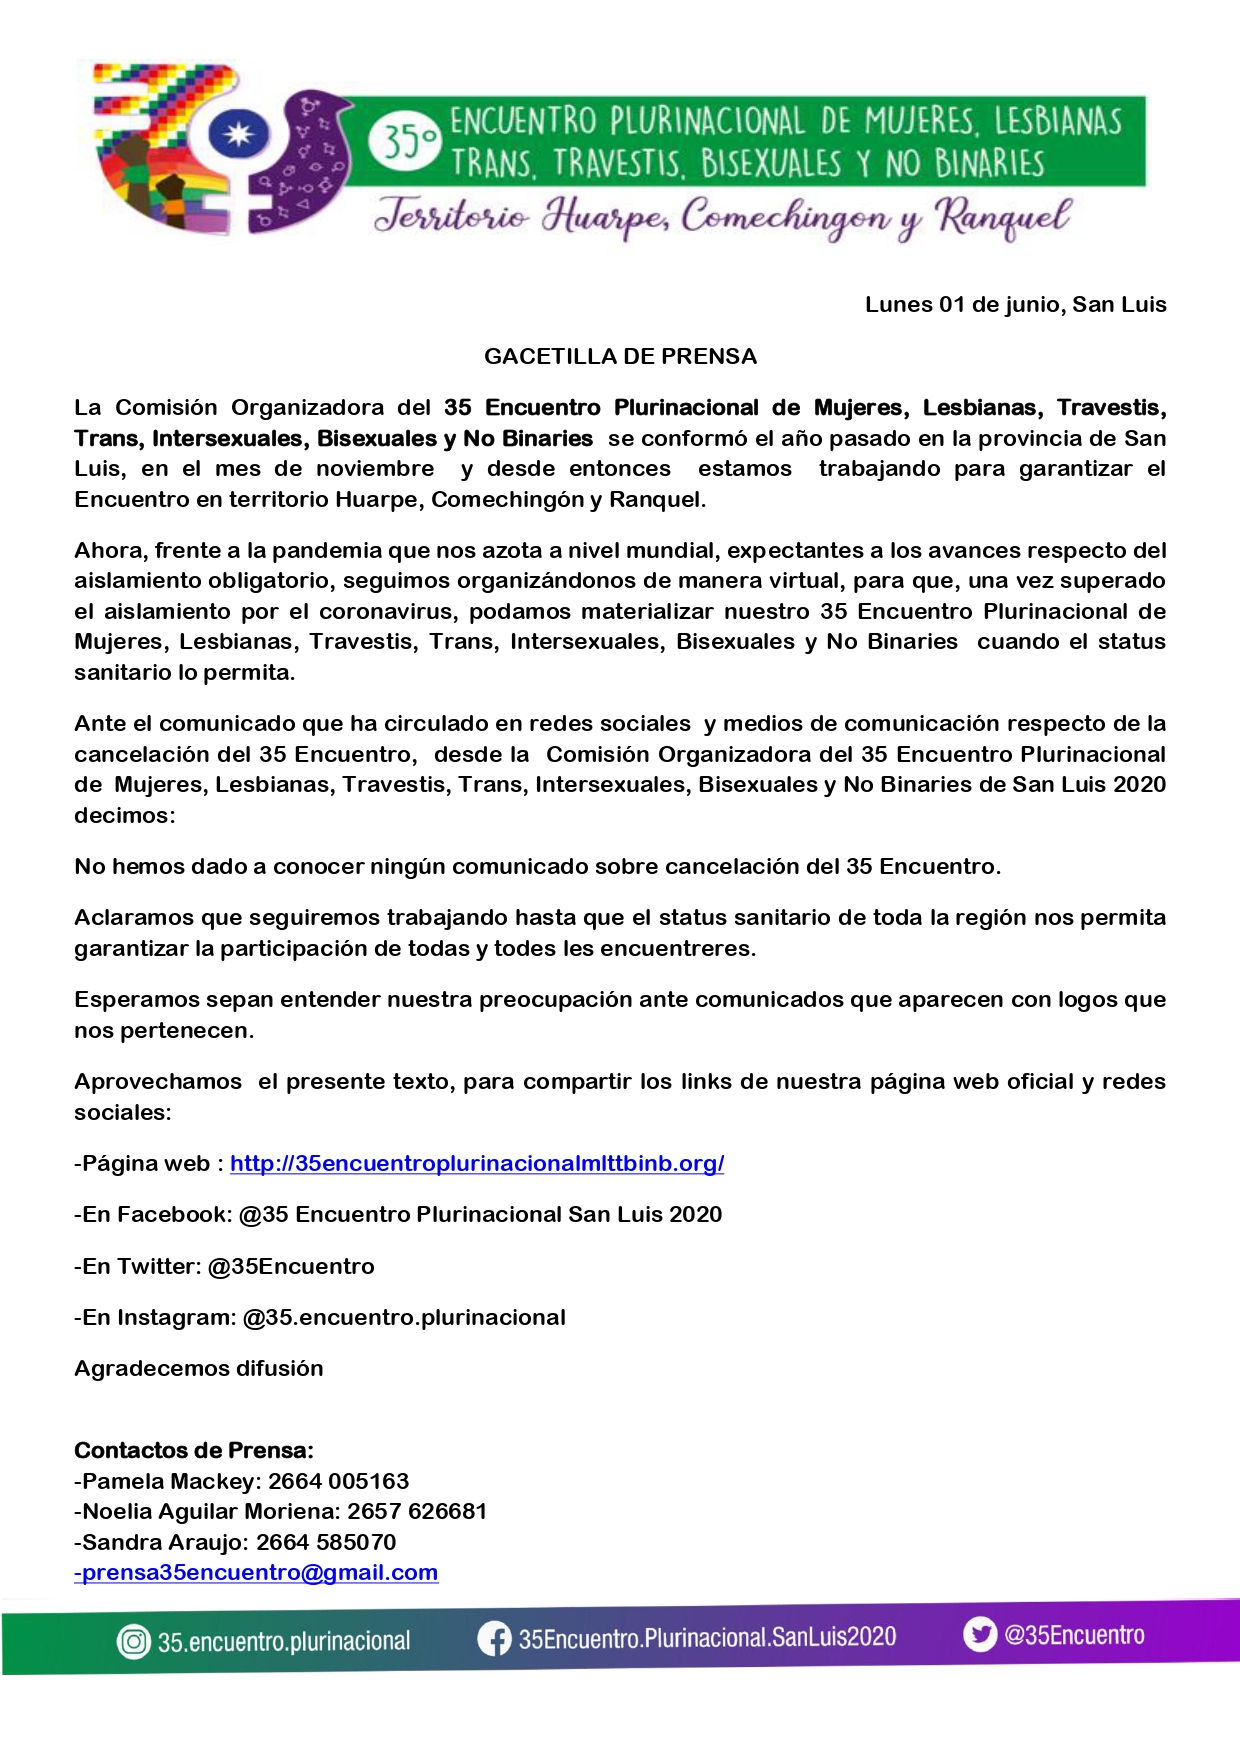 35º ENCUENTRO PLURINACIONAL DE MUJERES, LESBIANAS
TRANS, TRAVESTIS, BISEXUALES Y NO BINARIES
Territorio Huarpe, Comechingon y Ranquel
Lunes 01 de junio, San Luis
GACETILLA DE PRENSA
La Comisión Organizadora del 35 Encuentro Plurinacional de Mujeres, Lesbianas, Travestis,
Trans, Intersexuales, Bisexuales y No Binaries se conformó el año pasado en la provincia de San
Luis, en el mes de noviembre y desde entonces estamos trabajando para garantizar el
Encuentro en territorio Huarpe, Comechingón y Ranquel.
Ahora, frente a la pandemia que nos azota a nivel mundial, expectantes a los avances respecto del
aislamiento obligatorio, seguimos organizándonos de manera virtual, para que, una vez superado
el aislamiento por el coronavirus, podamos materializar nuestro 35 Encuentro Plurinacional de
Mujeres, Lesbianas, Travestis, Trans, Intersexuales, Bisexuales y No Binaries cuando el status
sanitario lo permita.
Ante el comunicado que ha circulado en redes sociales y medios de comunicación respecto de la
cancelación del 35 Encuentro, desde la Comisión Organizadora del 35 Encuentro Plurinacional
de Mujeres, Lesbianas, Travestis, Trans, Intersexuales, Bisexuales y No Binaries de San Luis 2020
decimos:
No hemos dado a conocer ningún comunicado sobre cancelación del 35 Encuentro.
Aclaramos que seguiremos trabajando hasta que el status sanitario de toda la región nos permita
garantizar la participación de todas y todes les encuentreres.
Esperamos sepan entender nuestra preocupación ante comunicados que aparecen con logos que
nos pertenecen.
Aprovechamos el presente texto, para compartir los links de nuestra página web oficial y redes
sociales:
-Página web : http://35encuentroplurinacionalmlttbinb.org/
-En Facebook: @35 Encuentro Plurinacional San Luis 2020
-En Twitter: @35Encuentro
-En Instagram: @35.encuentro.plurinacional
Agradecemos difusión
Contactos de Prensa:
-Pamela Mackey: 2664 005163
-Noelia Aguilar Moriena: 2657 626681
-Sandra Araujo: 2664 585070
-prensa35encuentro@gmail.com
35.encuentro.plurinacional 35Encuentro.Plurinacional.SanLuis2020 @35Encuentro